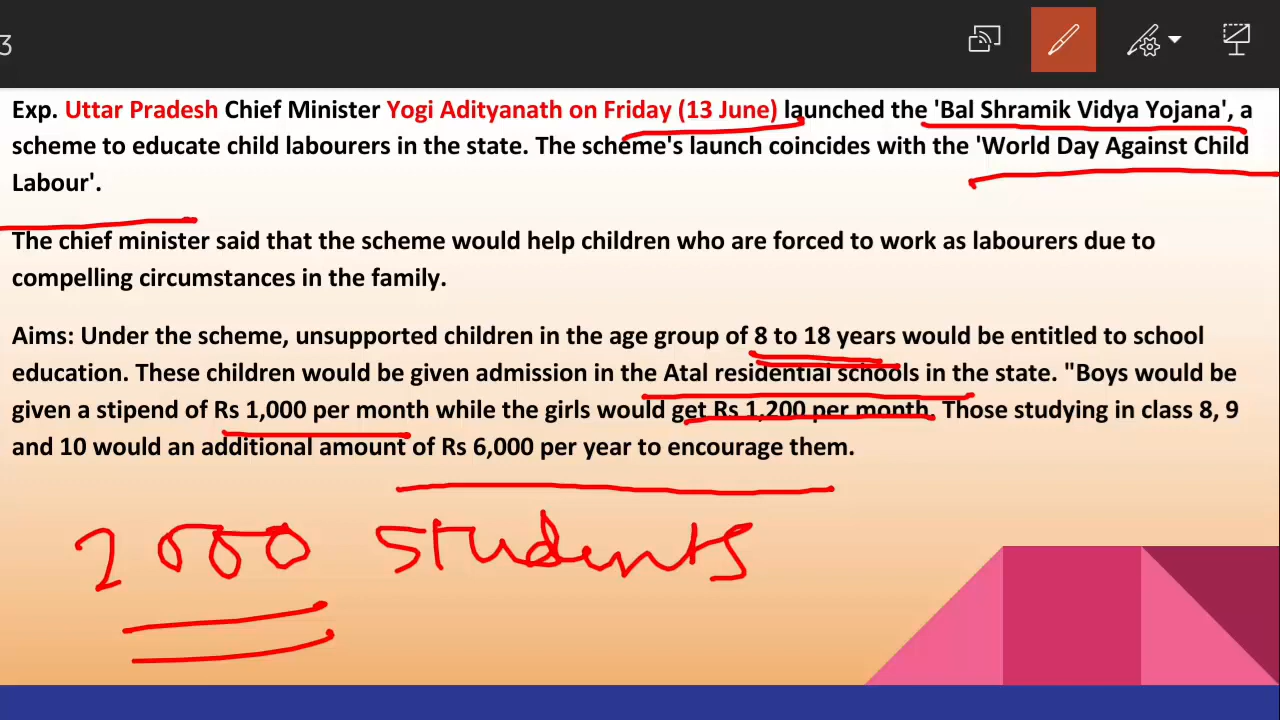 3
Exp. Uttar Pradesh Chief Minister Yogi Adityanath on Friday (13 June) launched the 'Bal Shramik Vidya Yojana', a
scheme to educate child labourers in the state. The scheme's launch coincides with the 'World Day Against Child
Labour'.
The chief minister said that the scheme would help children who are forced to work as labourers due to
compelling circumstances in the family.
Aims: Under the scheme, unsupported children in the age group of 8 to 18 years would be entitled to school
education. These children would be given admission in the Atal residential schools in the state. "Boys would be
given a stipend of Rs 1,000 per month while the girls would get Rs 1,200 per month. Those studying in class 8, 9
and 10 would an additional amount of Rs 6,000 per year to encourage them.
2000 students